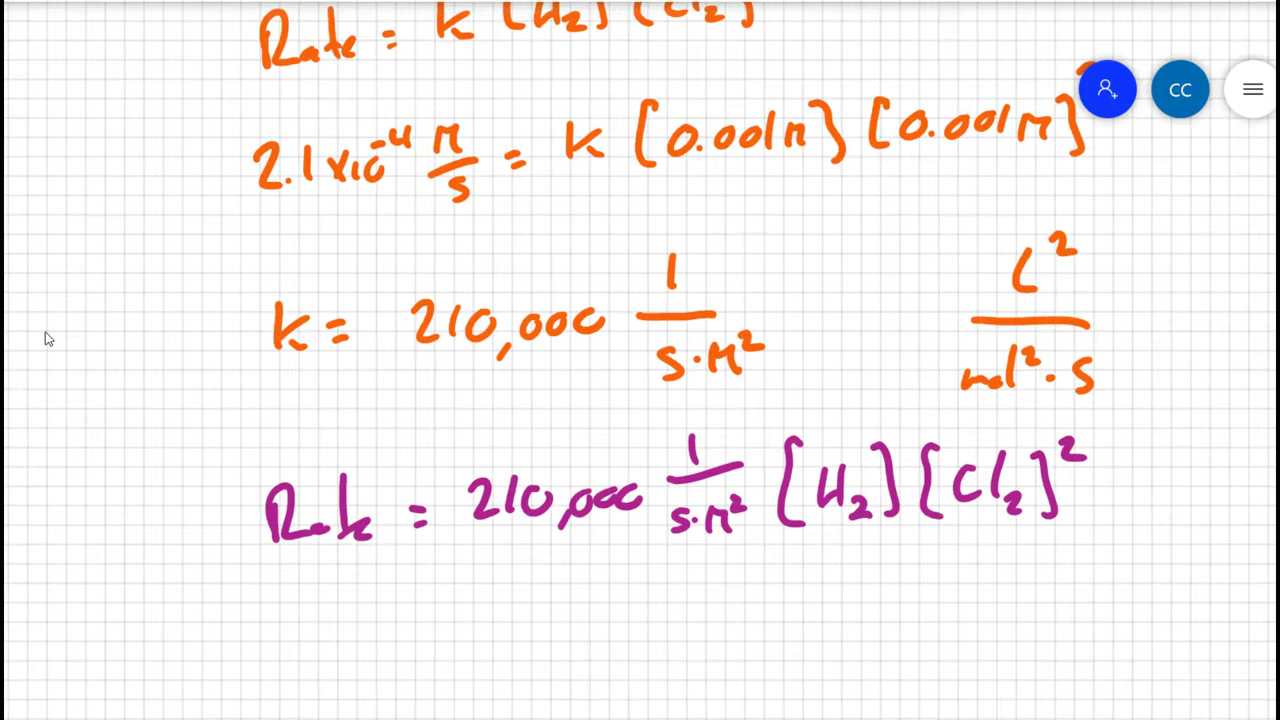 Rate = k [H₂] [Cl₂]
2.1 x 10⁻⁴ M/s = k [0.001M] [0.001M]²
CC
k = 210,000 1/s·M² L²/mol²·s
Rate = 210,000 1/s·M² [H₂] [Cl₂]²